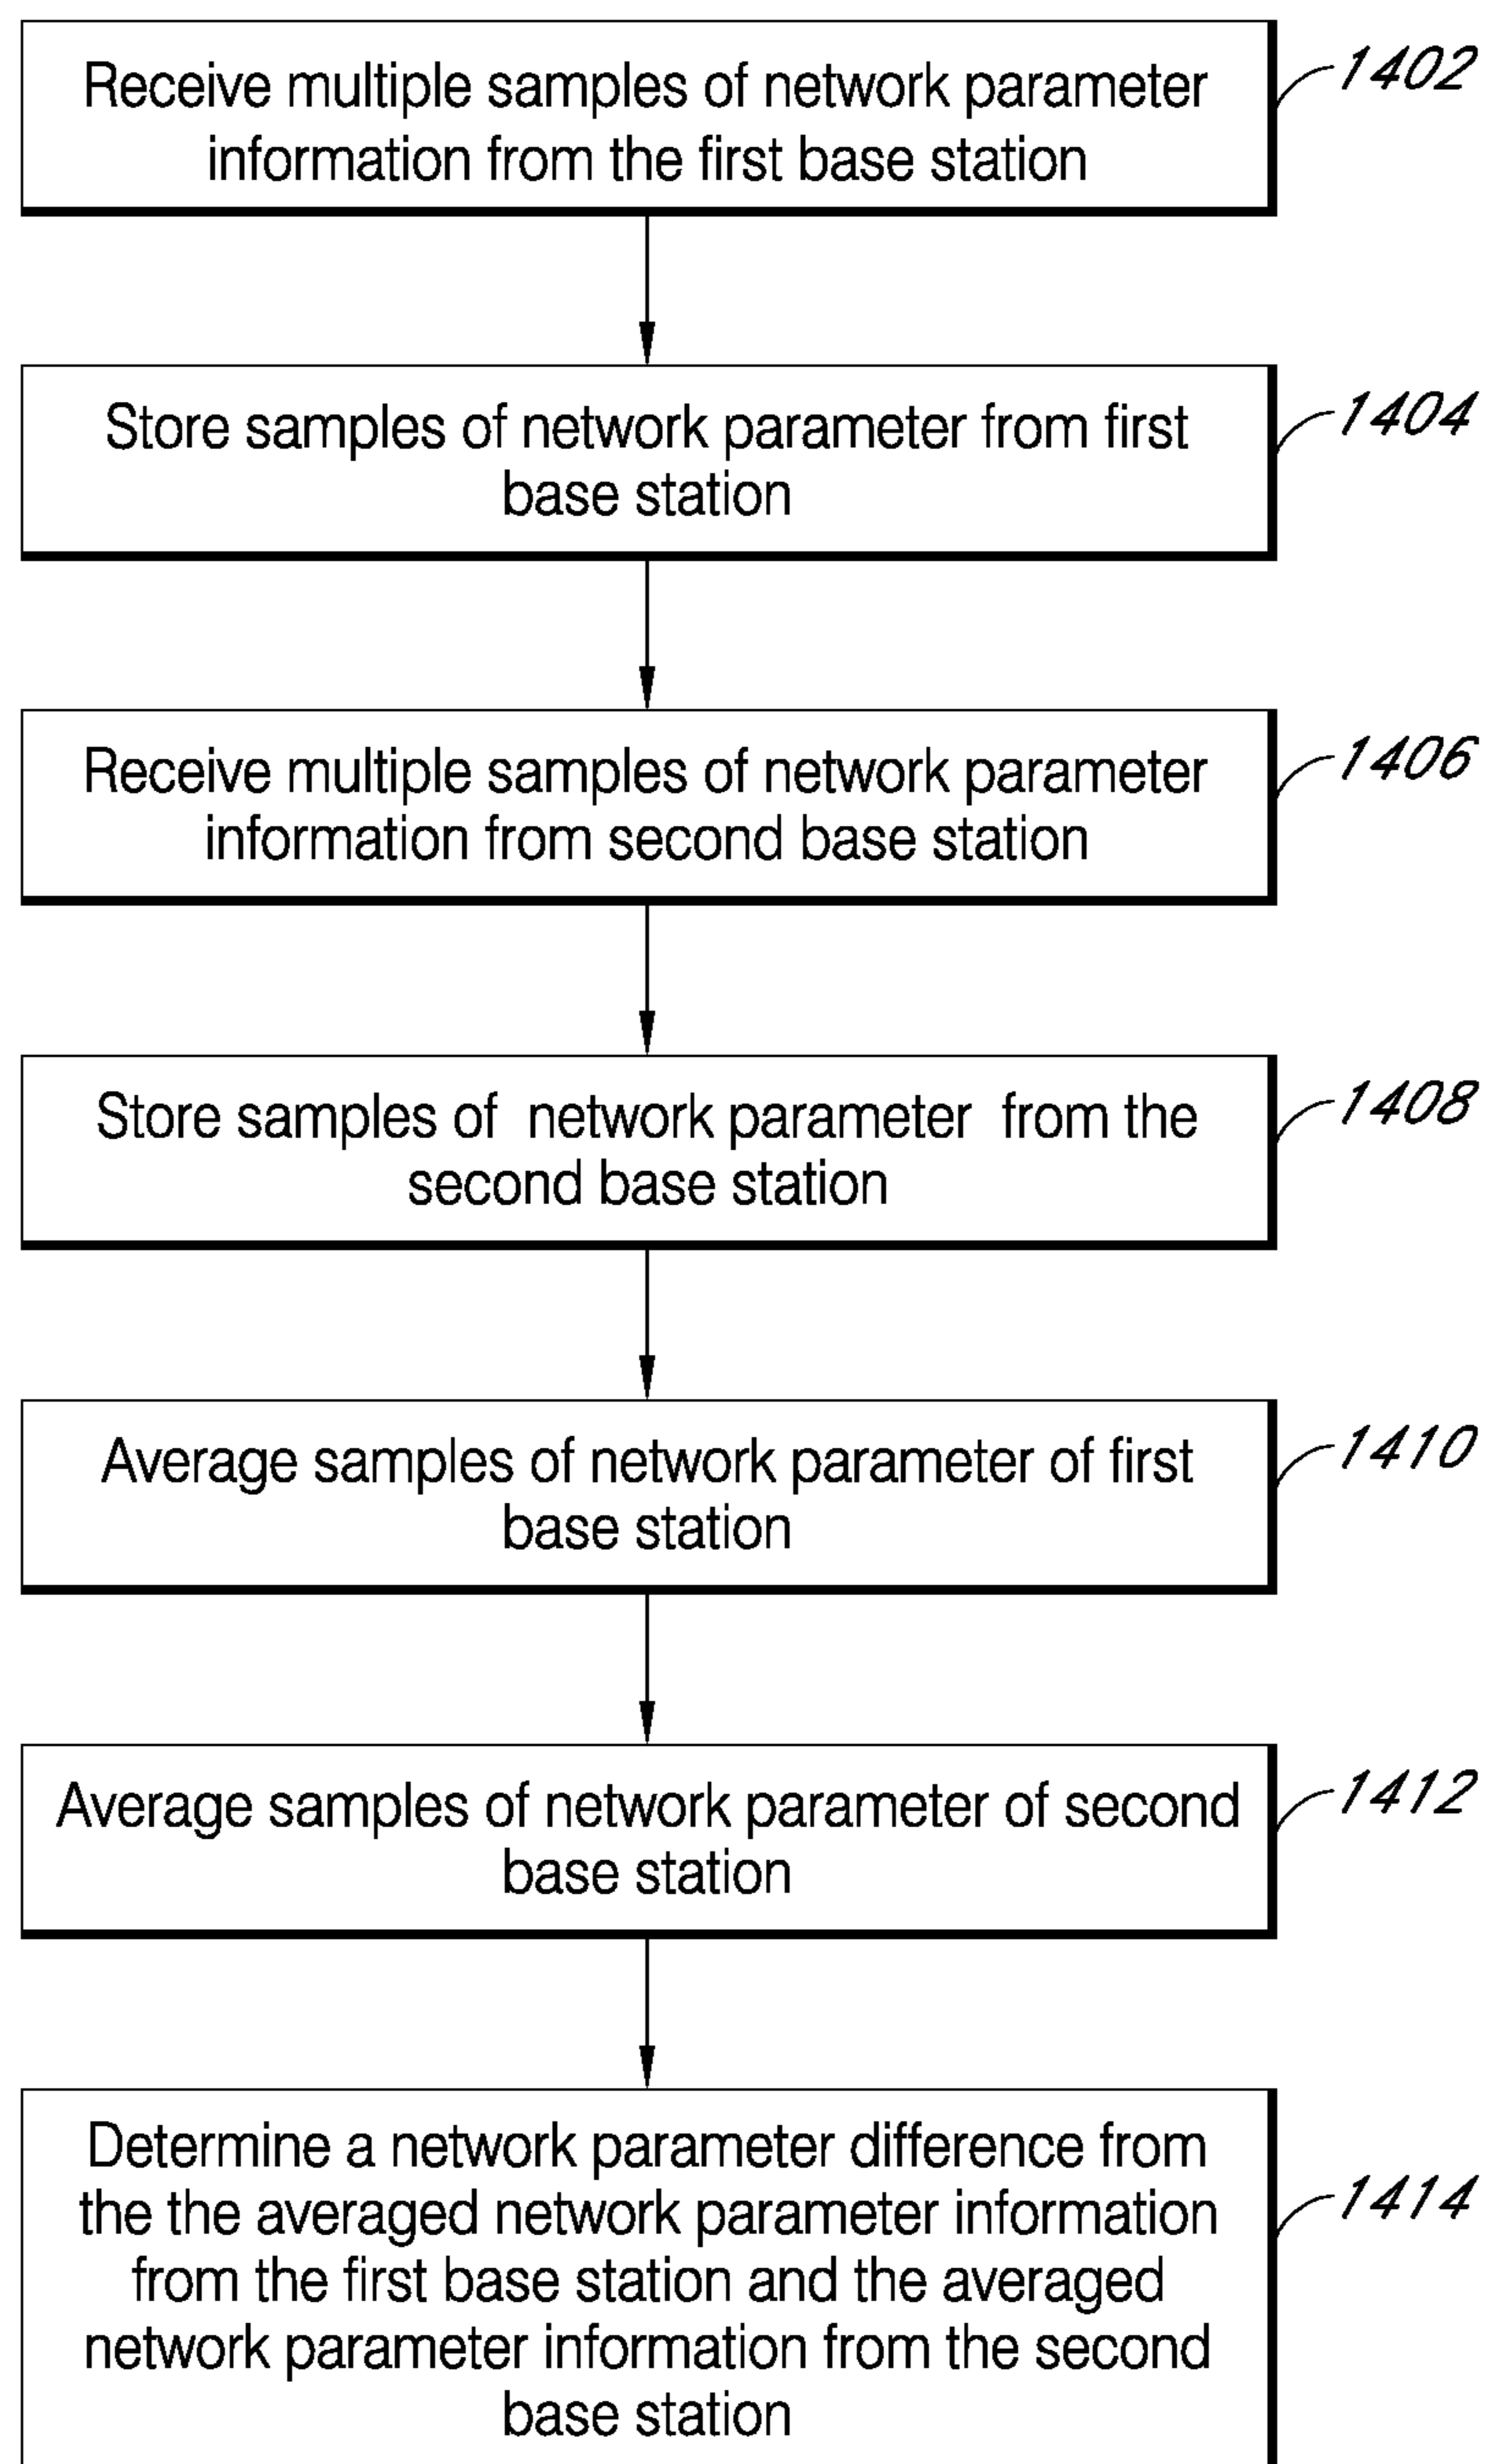 Receive multiple samples of network parameter
information from the first base station
1402
Store samples of network parameter from first
base station
1404
Receive multiple samples of network parameter
information from second base station
1406
Store samples of network parameter from the
second base station
1408
Average samples of network parameter of first
base station
1410
Average samples of network parameter of second
base station
1412
Determine a network parameter difference from
the the averaged network parameter information
from the first base station and the averaged
network parameter information from the second
base station
1414